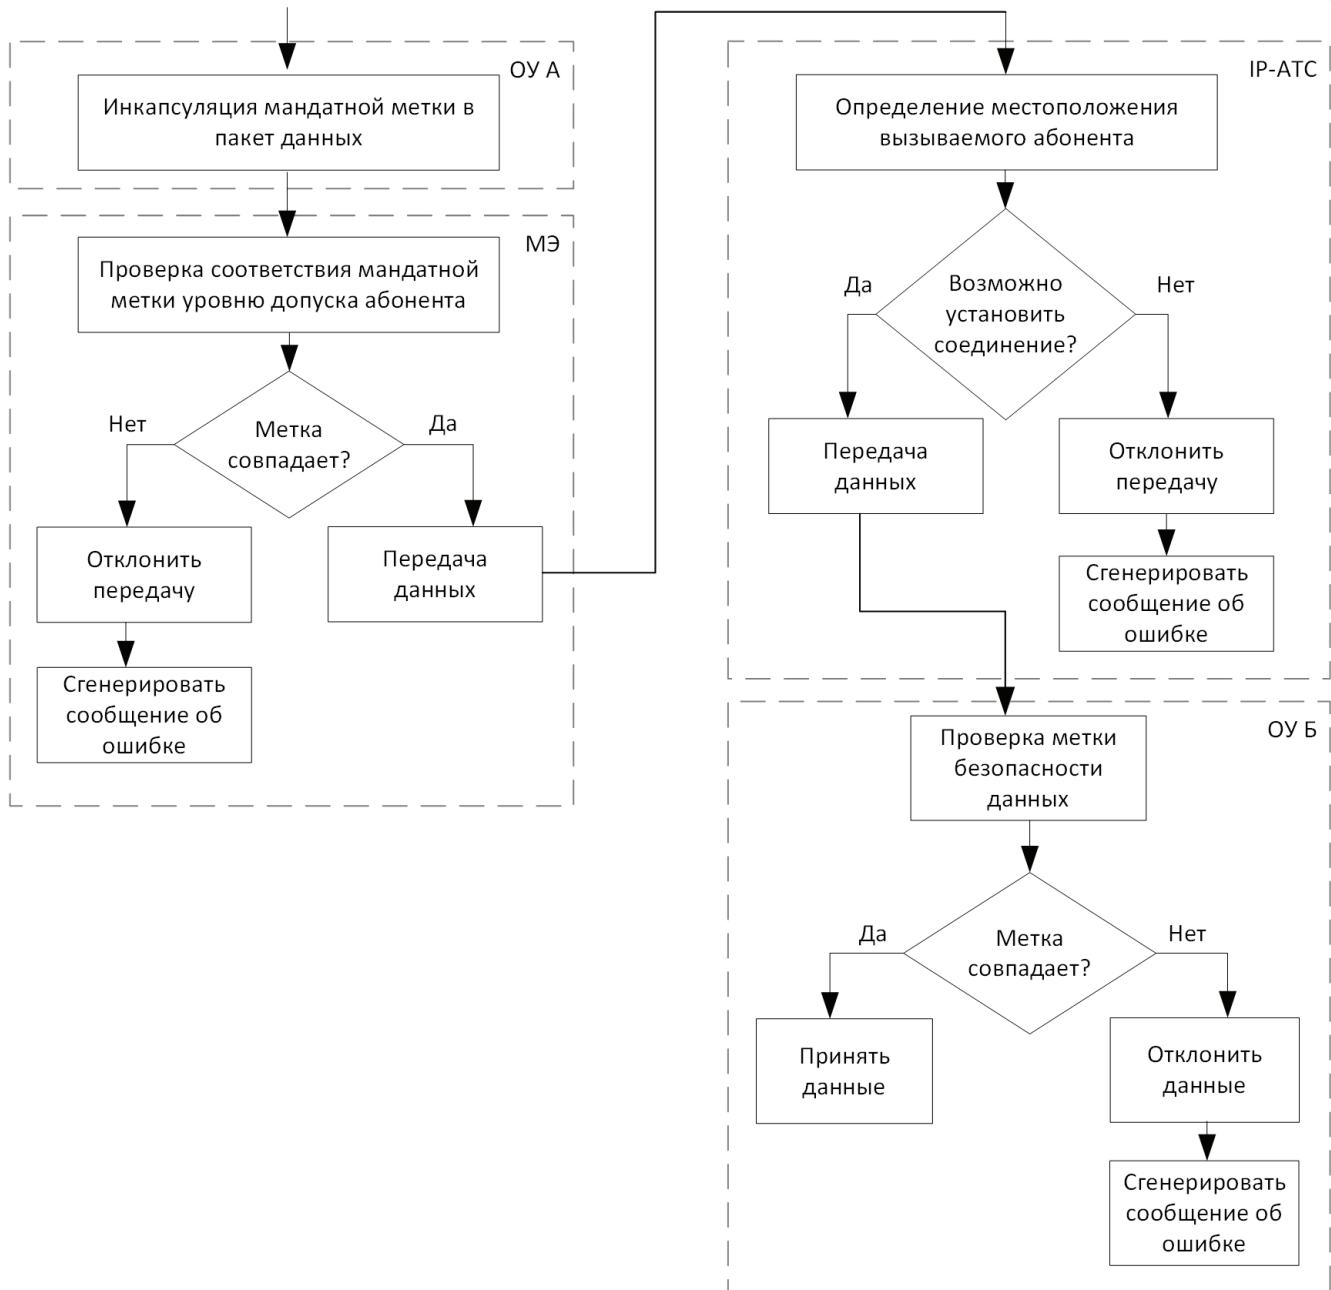 ОУ А
Инкапсуляция мандатной метки в
пакет данных
МЭ
Проверка соответствия мандатной
метки уровню допуска абонента
Метка
совпадает?
Нет
Да
Отклонить
передачу
Передача
данных
Сгенерировать
сообщение об
ошибке
IP-АТС
Определение местоположения
вызываемого абонента
Возможно
установить
соединение?
Да
Нет
Передача
данных
Отклонить
передачу
Сгенерировать
сообщение об
ошибке
ОУ Б
Проверка метки
безопасности
данных
Метка
совпадает?
Да
Нет
Принять
данные
Отклонить
данные
Сгенерировать
сообщение об
ошибке